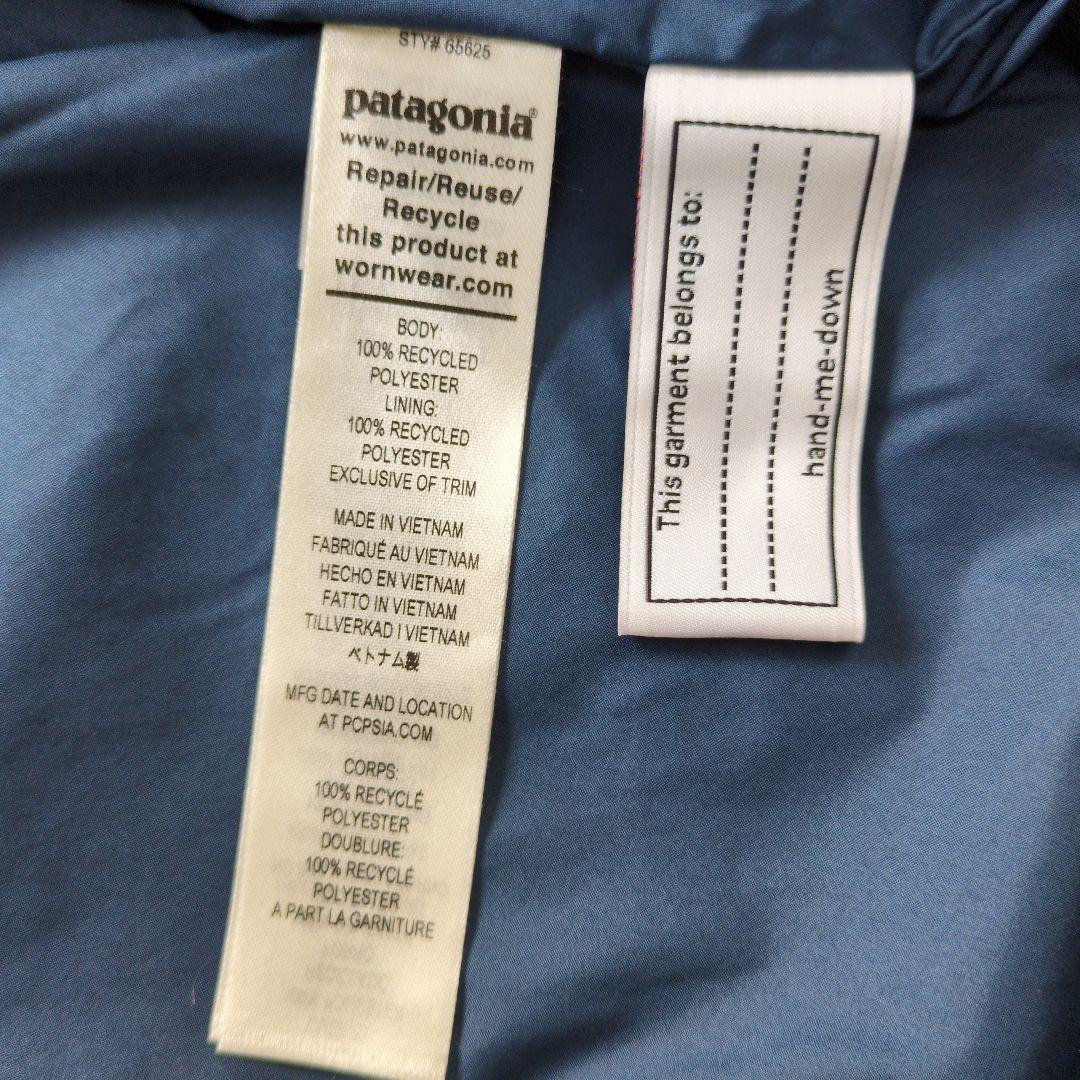 STY# 65625
patagonia®
www.patagonia.com
Repair/Reuse/
Recycle
this product at
wornwear.com
BODY:
100% RECYCLED
POLYESTER
LINING:
100% RECYCLED
POLYESTER
EXCLUSIVE OF TRIM
MADE IN VIETNAM
FABRIQUÉ AU VIETNAM
HECHO EN VIETNAM
FATTO IN VIETNAM
TILLVERKAD I VIETNAM
ベトナム製
MFG DATE AND LOCATION
AT PCPSIA.COM
CORPS:
100% RECYCLÉ
POLYESTER
DOUBLURE:
100% RECYCLÉ
POLYESTER
A PART LA GARNITURE
This garment belongs to:
hand-me-down